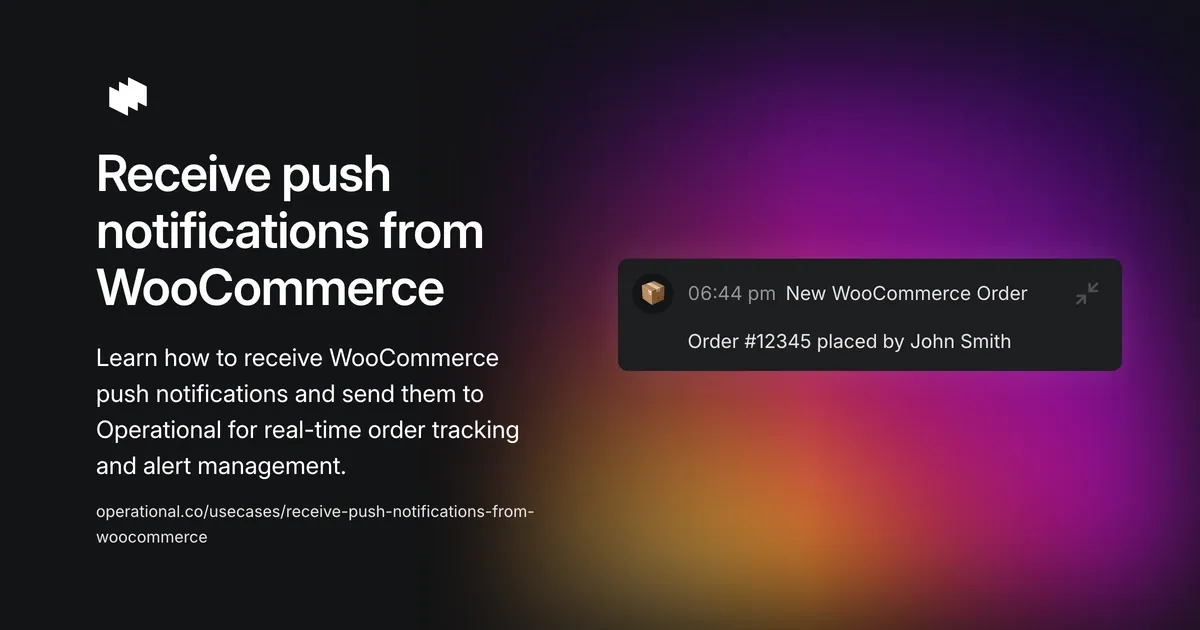 Receive push
notifications from
WooCommerce
Learn how to receive WooCommerce
push notifications and send them to
Operational for real-time order tracking
and alert management.
operational.co/usecases/receive-push-notifications-from-
woocommerce
06:44 pm New WooCommerce Order
Order #12345 placed by John Smith